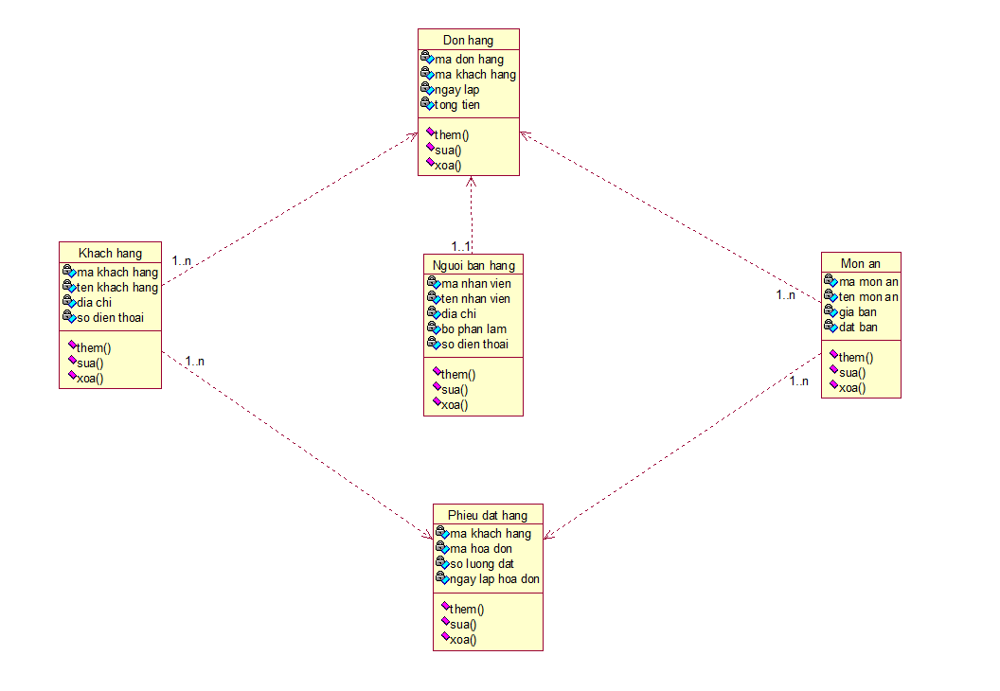 Don hang
ma don hang
ma khach hang
ngay lap
tong tien
them()
sua()
xoa()
1..n
Khach hang
ma khach hang
ten khach hang
dia chi
so dien thoai
them()
sua()
xoa()
1..n
1..1
Nguoi ban hang
ma nhan vien
ten nhan vien
dia chi
bo phan lam
so dien thoai
them()
sua()
xoa()
1..n
Mon an
ma mon an
ten mon an
gia ban
dat ban
them()
sua()
xoa()
1..n
Phieu dat hang
ma khach hang
ma hoa don
so luong dat
ngay lap hoa don
them()
sua()
xoa()